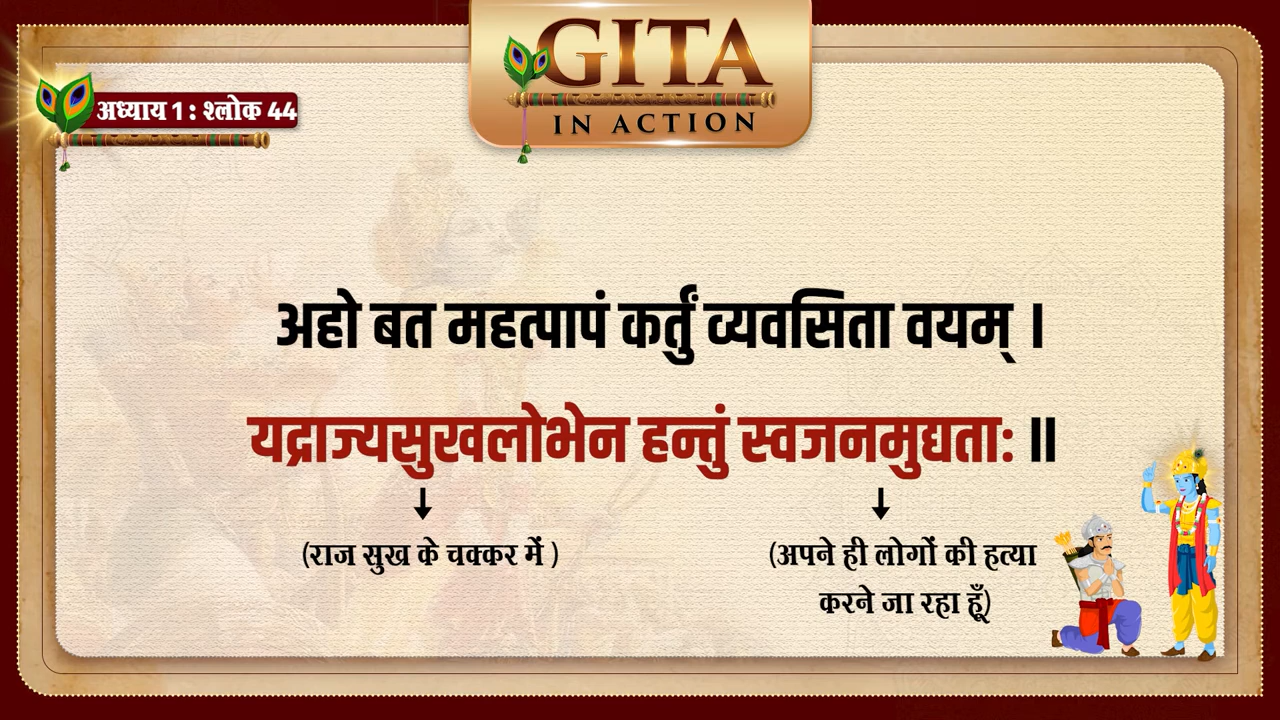 GITA
IN ACTION
अध्याय 1 : श्लोक 44
अहो बत महत्पापं कर्तुं व्यवसिता वयम् ।
यद्राज्यसुखलोभेन हन्तुं स्वजनमुद्यताः ॥
(राज सुख के चक्कर में )
(अपने ही लोगों की हत्या
करने जा रहा हूँ)